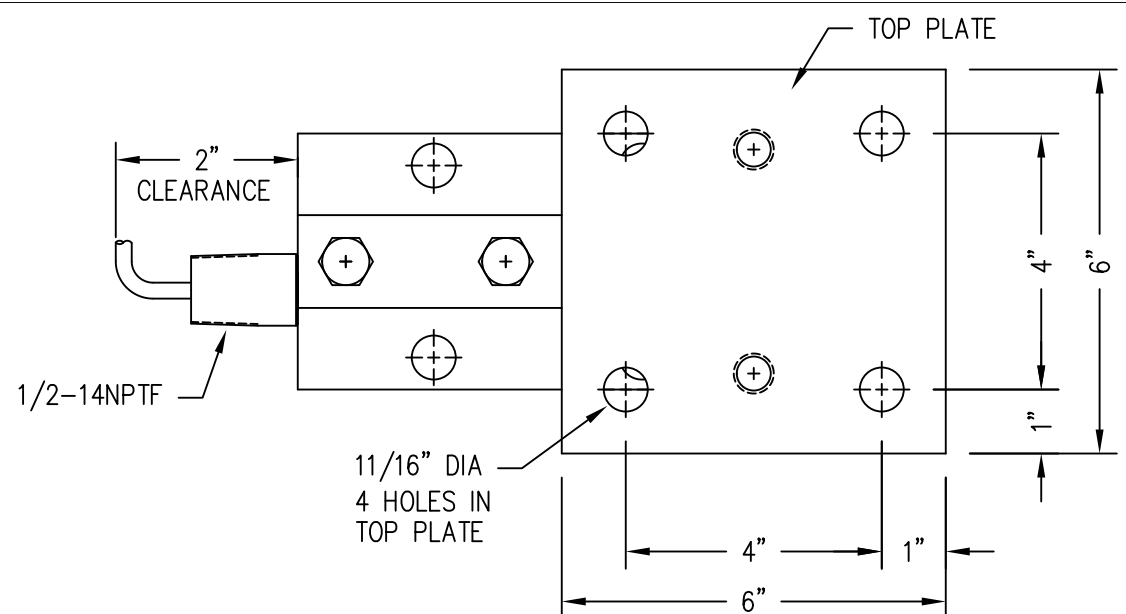 TOP PLATE
2”
CLEARANCE
4”
6”
1/2-14NPTF
1”
11/16” DIA
4 HOLES IN
TOP PLATE
4”
1”
6”